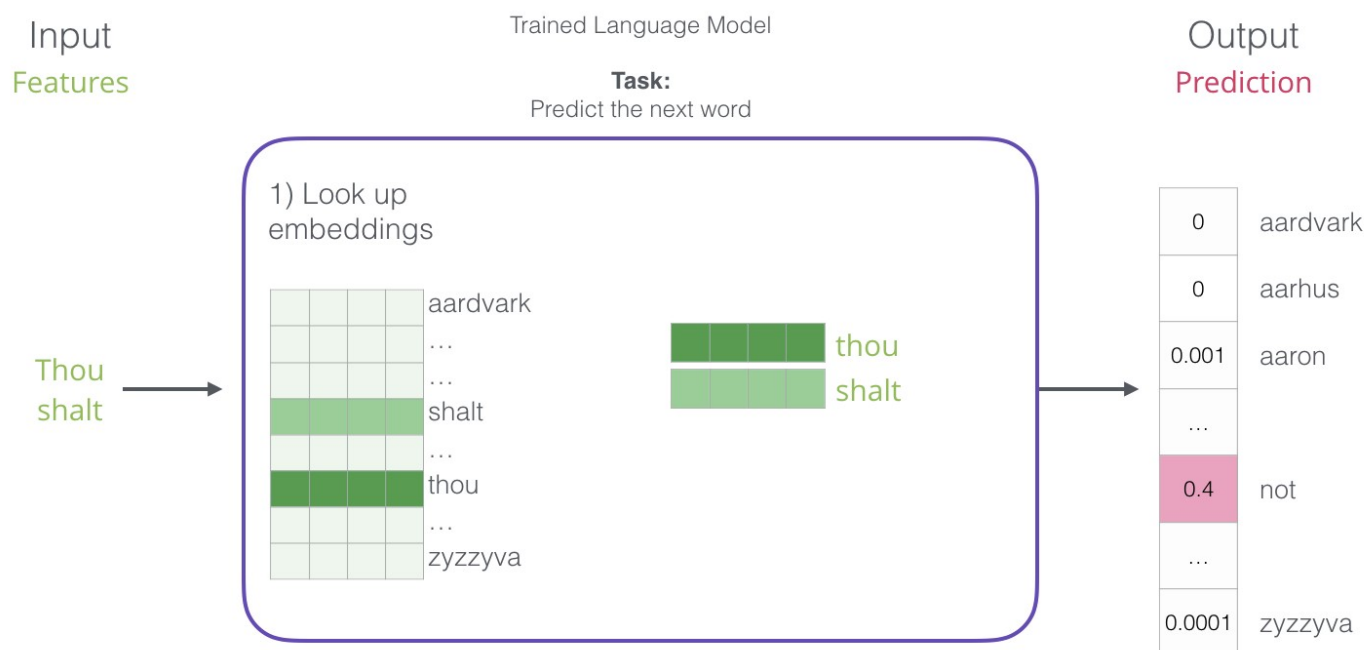 Input
Features
Trained Language Model
Task:
Predict the next word
Output
Prediction
1) Look up
embeddings
aardvark
...
...
shalt
...
thou
...
zyzzyva
Thou
shalt
thou
shalt
0 aardvark
0 aarhus
0.001 aaron
...
0.4 not
...
0.0001 zyzzyva